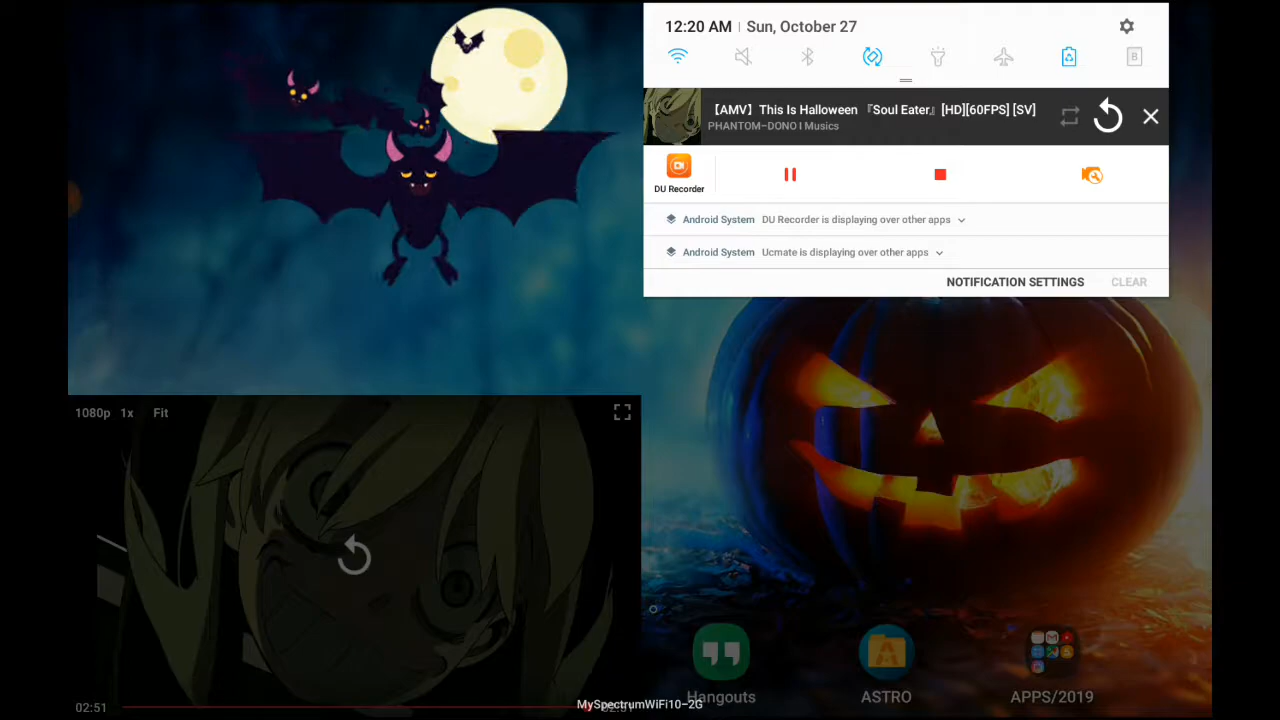 12:20 AM | Sun, October 27
【AMV】This Is Halloween 『Soul Eater』[HD][60FPS] [SV]
PHANTOM-DONO I Musics
DU Recorder
Android System DU Recorder is displaying over other apps
Android System Ucmate is displaying over other apps
NOTIFICATION SETTINGS CLEAR
1080p 1x Fit
Hangouts
ASTRO
APPS/2019
02:51
MySpectrumWiFi10-2G